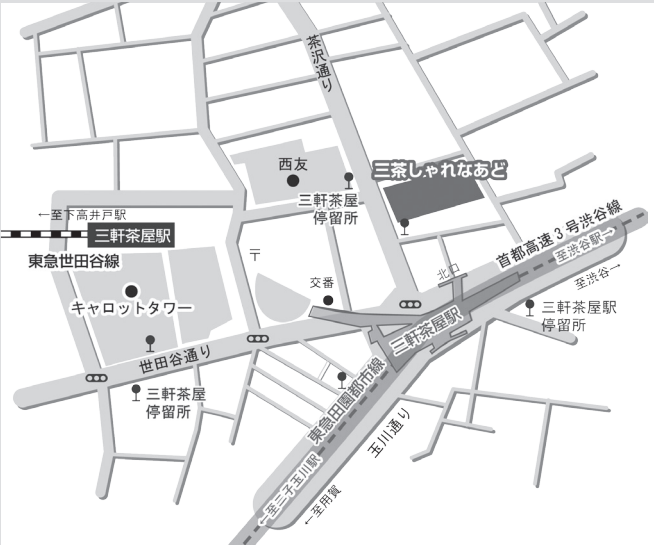 茶沢通り
西友
三茶しゃれなあど
三軒茶屋
停留所
←至下高井戸駅
三軒茶屋駅
東急世田谷線
首都高速3号渋谷線
至渋谷駅→
至渋谷→
〒
北口
交番
キャロットタワー
三軒茶屋駅
三軒茶屋駅
停留所
世田谷通り
三軒茶屋
停留所
東急田園都市線
玉川通り
←至二子玉川駅
←至用賀